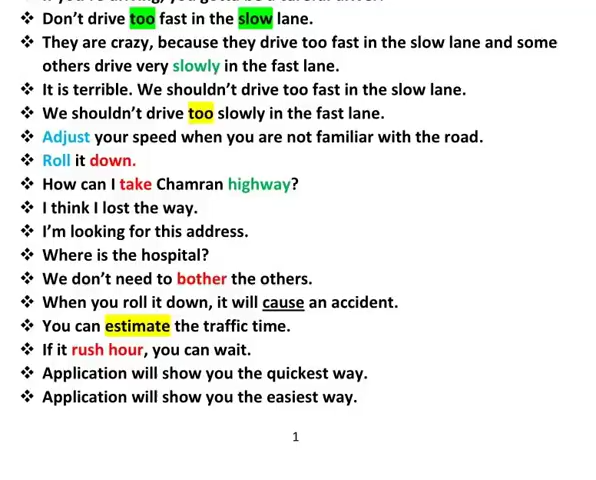 ❖ Don’t drive too fast in the slow lane.
❖ They are crazy, because they drive too fast in the slow lane and some
others drive very slowly in the fast lane.
❖ It is terrible. We shouldn’t drive too fast in the slow lane.
❖ We shouldn’t drive too slowly in the fast lane.
❖ Adjust your speed when you are not familiar with the road.
❖ Roll it down.
❖ How can I take Chamran highway?
❖ I think I lost the way.
❖ I’m looking for this address.
❖ Where is the hospital?
❖ We don’t need to bother the others.
❖ When you roll it down, it will cause an accident.
❖ You can estimate the traffic time.
❖ If it rush hour, you can wait.
❖ Application will show you the quickest way.
❖ Application will show you the easiest way.
1